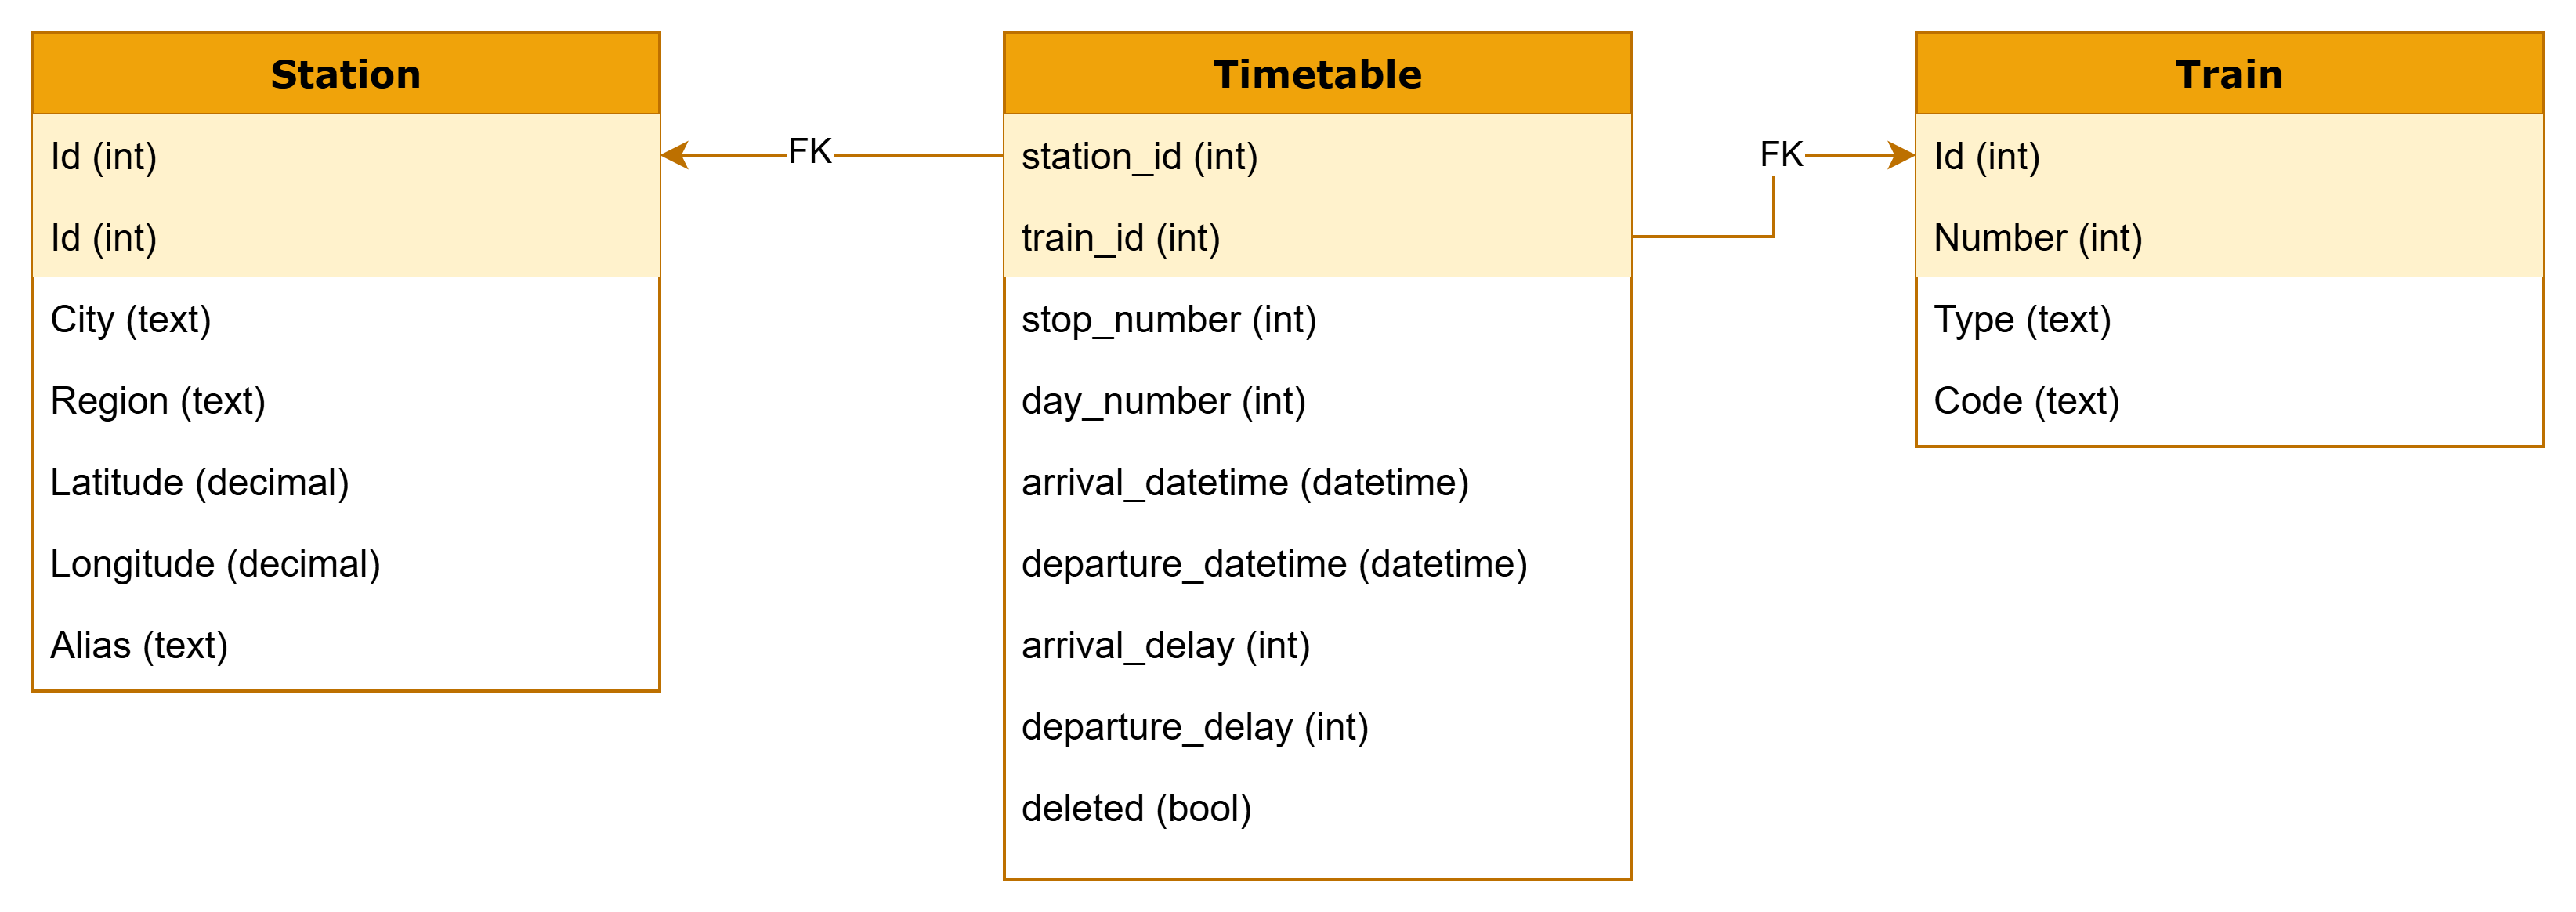 Station
Id (int)
Id (int)
City (text)
Region (text)
Latitude (decimal)
Longitude (decimal)
Alias (text)
FK
Timetable
station_id (int)
train_id (int)
stop_number (int)
day_number (int)
arrival_datetime (datetime)
departure_datetime (datetime)
arrival_delay (int)
departure_delay (int)
deleted (bool)
FK
Train
Id (int)
Number (int)
Type (text)
Code (text)